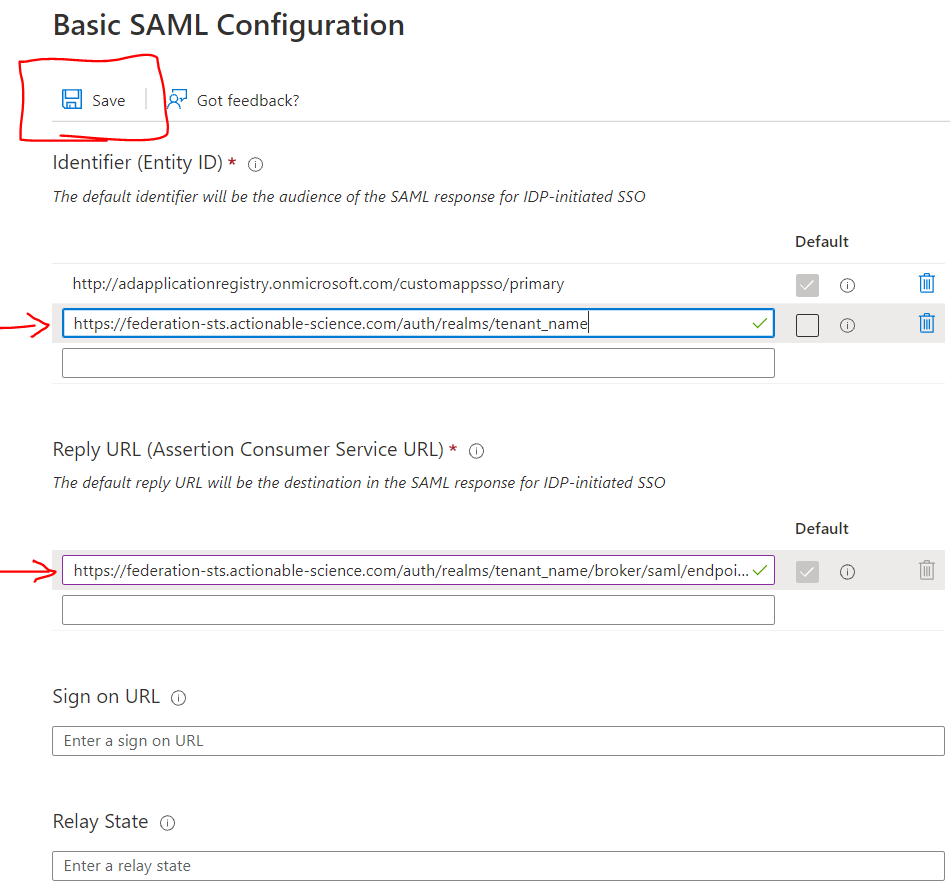 Basic SAML Configuration
Save
Got feedback?
Identifier (Entity ID) *
The default identifier will be the audience of the SAML response for IDP-initiated SSO
Default
http://adapplicationregistry.onmicrosoft.com/customappsso/primary
https://federation-sts.actionable-science.com/auth/realms/tenant_name
Reply URL (Assertion Consumer Service URL) *
The default reply URL will be the destination in the SAML response for IDP-initiated SSO
Default
https://federation-sts.actionable-science.com/auth/realms/tenant_name/broker/saml/endpoi...
Sign on URL
Enter a sign on URL
Relay State
Enter a relay state